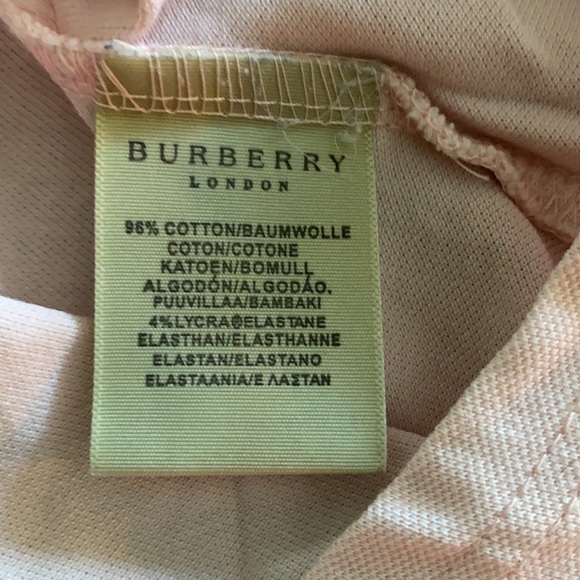 BURBERRY
LONDON
96% COTTON/BAUMWOLLE
COTON/COTONE
KATOEN/BOMULL
ALGODÓN/ALGODÃO.
PUUVILLAA/BAMBAKI
4%LYCRA®ELASTANE
ELASTHAN/ELASTHANNE
ELASTAN/ELASTANO
ELASTAANIA/E ΛΑΣΤΑΝ